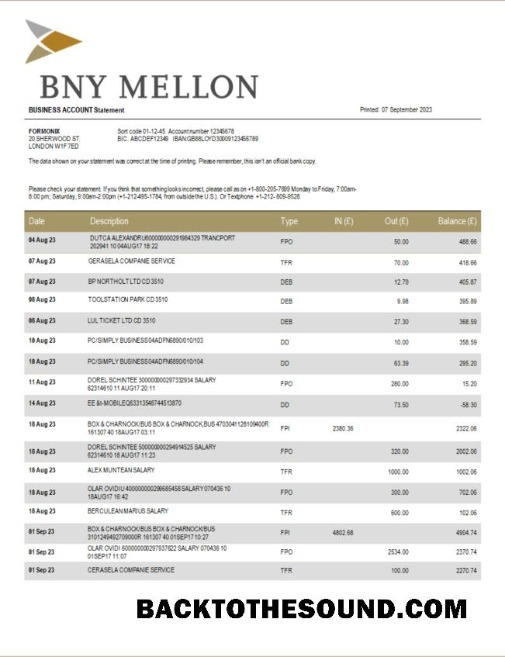 BNY MELLON
BUSINESS ACCOUNT Statement
Printed: 07 September 2023
FORMONIX
20 SHERWOOD ST,
LONDON W1F7ED
Sort code 01-12-45 Account number 12345678
BIC: ABCDEF12349 IBAN:GB88LOYD30009123456789
The data shown on your statement was correct at the time of printing. Please remember, this isn't an official bank copy.
Please check your statement. If you think that something looks incorrect, please call as on +1-800-205-7699 Monday to Friday, 7:00am-
8:00 pm; Saturday, 9:00am-2:00pm (+1-212-495-1784, from outside the U.S.). Or Textphone +1-212- 809-9526
Date Description Type IN (£) Out (£) Balance (£)
04 Aug 23 DUTCA ALEXANDRU600000000291984329 TRANCPORT FPO 50.00 488.66
202941 10 04AUG17 18:22
07 Aug 23 GERASELA COMPANIE SERVICE TFR 70.00 418.66
07 Aug 23 BP NORTHOLT LTD CD 3510 DEB 12.79 405.87
08 Aug 23 TOOLSTATION PARK CD 3510 DEB 9.98 395.89
08 Aug 23 LUL TICKET LTD CD 3510 DEB 27.30 368.59
10 Aug 23 PC/SIMPLY BUSINESS04ADFN6890/010/103 DD 10.00 358.59
10 Aug 23 PC/SIMPLY BUSINESS04ADFN6890/010/104 DD 63.39 295.20
11 Aug 23 DOREL SCHINTEE 300000000297332934 SALARY FPO 280.00 15.20
62314610 11 AUG17 20:11
14 Aug 23 EE &t-MOBILEQ63313546744513870 DD 73.50 -58.30
18 Aug 23 BOX & CHARNOCK/BUS BOX & CHARNOCK,BUS 4703041128109400R FPI 2380.36 2322.06
161307 40 18AUG17 03:11
18 Aug 23 DOREL SCHINTEE 500000000294914525 SALARY FPO 320.00 2002.06
62314610 18 AUG17 11:23
18 Aug 23 ALEX MUNTEAN SALARY TFR 1000.00 1002.06
18 Aug 23 OLAR OVIDIU 400000000299685458 SALARY 070436 10 FPO 300.00 702.06
18AUG17 16:42
18 Aug 23 BERCULEAN MARIUS SALARY TFR 600.00 102.06
01 Sep 23 BOX & CHARNOCK/BUS BOX & CHARNOCK/BUS FPI 4802.68 4904.74
3101249492709000R 161307 40 01SEP17 10:27
01 Sep 23 OLAR OVIDI 600000000297937622 SALARY 070436 10 FPO 2534.00 2370.74
01SEP17 11:07
01 Sep 23 CERASELA COMPANIE SERVICE TFR 100.00 2270.74
BACKTOTHESOUND.COM